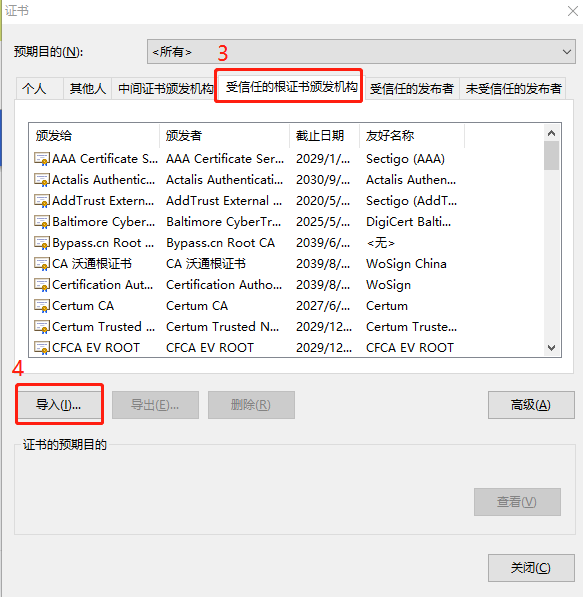 证书
预期目的(N):
<所有>
3
个人
其他人
中间证书颁发机构
受信任的根证书颁发机构
受信任的发布者
未受信任的发布者
颁发给 颁发者 截止日期 友好名称
AAA Certificate S... AAA Certificate Ser... 2029/1/... Sectigo (AAA)
Actalis Authentic... Actalis Authenticati... 2030/9/... Actalis Authen...
AddTrust Extern... AddTrust External ... 2020/5/... Sectigo (AddT...
Baltimore Cyber... Baltimore CyberTr... 2025/5/... DigiCert Balti...
Bypass.cn Root ... Bypass.cn Root CA 2039/6/... <无>
CA 沃通根证书 CA 沃通根证书 2039/8/... WoSign China
Certification Aut... Certification Autho... 2039/8/... WoSign
Certum CA Certum CA 2027/6/... Certum
Certum Trusted ... Certum Trusted N... 2029/12... Certum Truste...
CFCA EV ROOT CFCA EV ROOT 2029/12... CFCA EV ROOT
4
导入(I)...
导出(E)...
删除(R)
高级(A)
证书的预期目的
查看(V)
关闭(C)